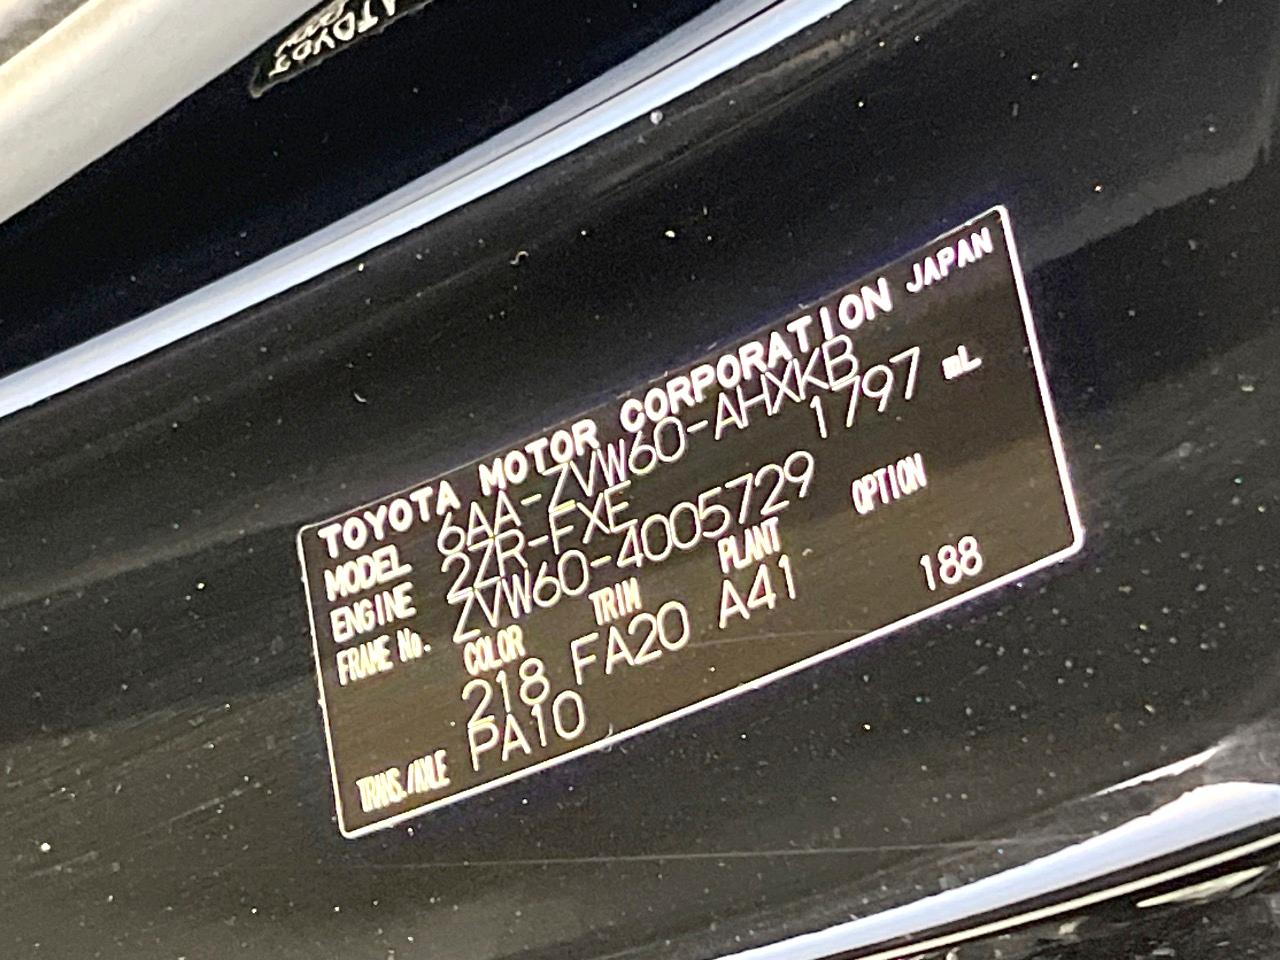 TOYOTA
TOYOTA MOTOR CORPORATION JAPAN
MODEL 6AA-ZVW60-AHXKB
ENGINE 2ZR-FXE 1797 mL
FRAME No. ZVW60-4005729
COLOR TRIM PLANT OPTION
218 FA20 A41 188
TRANS./AXLE PA10